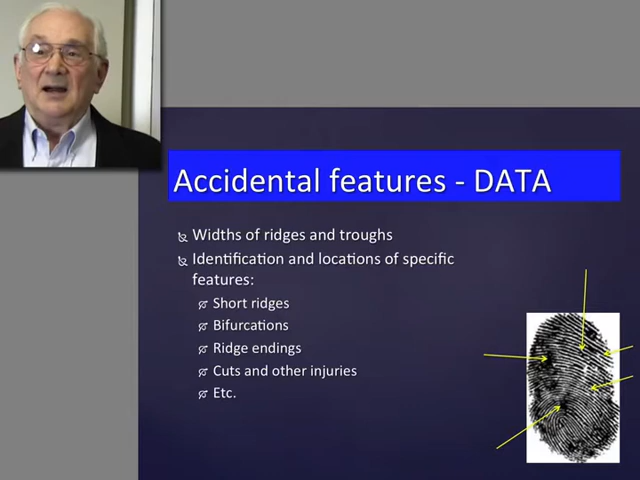 Accidental features - DATA
Widths of ridges and troughs
Identification and locations of specific
features:
Short ridges
Bifurcations
Ridge endings
Cuts and other injuries
Etc.